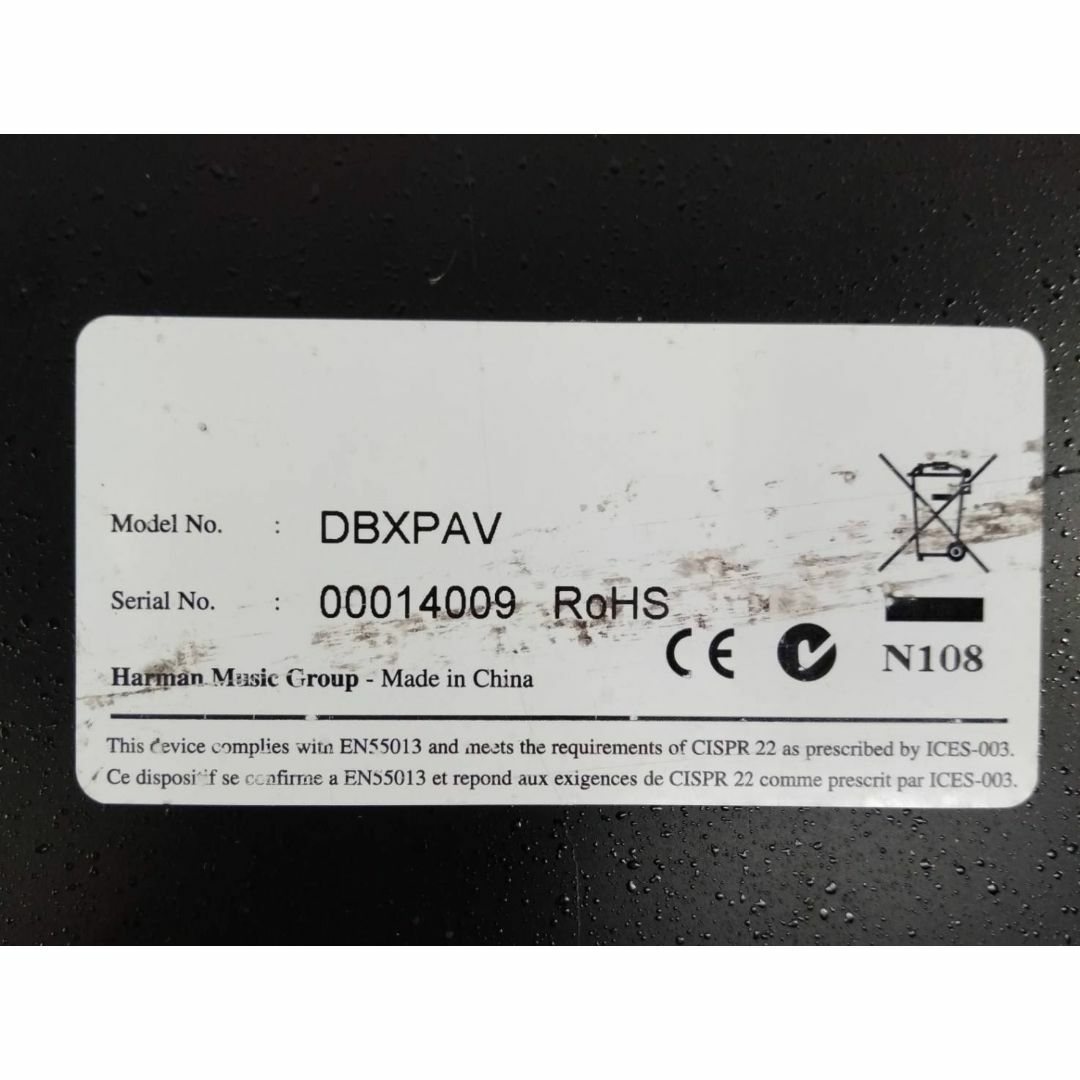 Model No. : DBXPAV
Serial No. : 00014009 RoHS
CE
N108
Harman Music Group - Made in China
This device complies with EN55013 and meets the requirements of CISPR 22 as prescribed by ICES-003.
Ce dispositif se confirme a EN55013 et repond aux exigences de CISPR 22 comme prescrit par ICES-003.